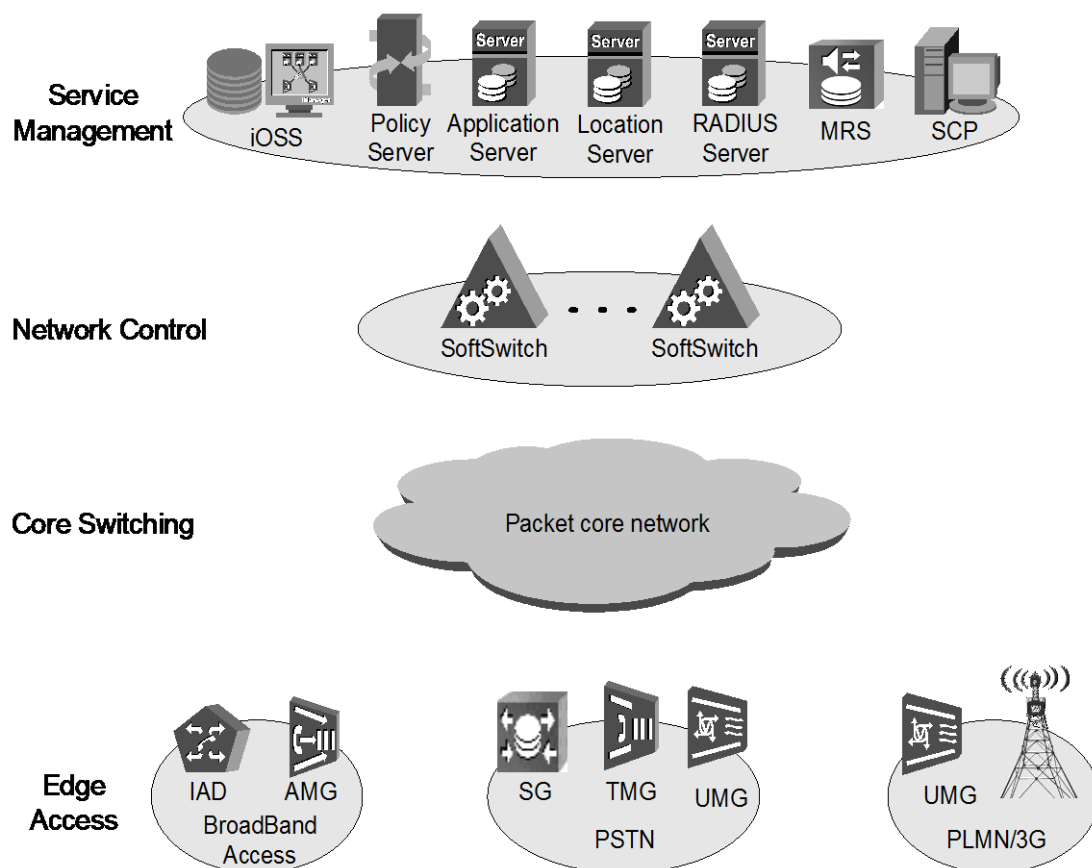 Server
Server
Server
iManager
Service
Management
iOSS
Policy
Server
Application
Server
Location
Server
RADIUS
Server
MRS
SCP
Network Control
SoftSwitch
. . .
SoftSwitch
Core Switching
Packet core network
Edge
Access
IAD
AMG
BroadBand
Access
SG
TMG
UMG
PSTN
UMG
PLMN/3G